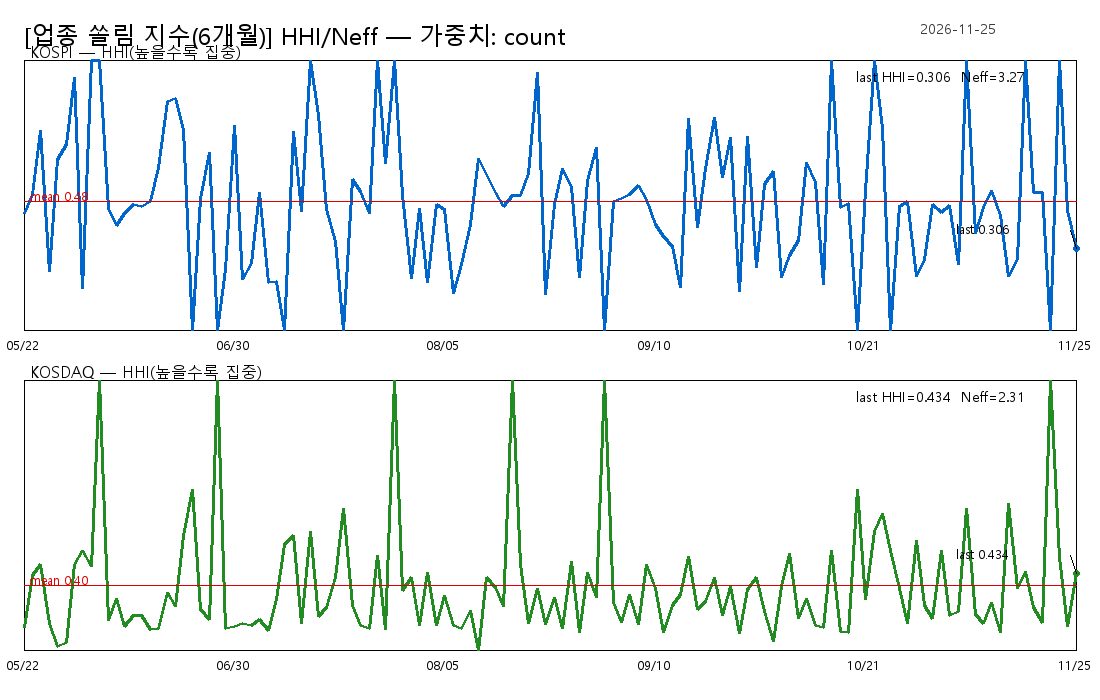 [업종 쏠림 지수(6개월)] HHI/Neff — 가중치: count
2026-11-25
KOSPI — HHI(높을수록 집중)
last HHI=0.306 Neff=3.27
mean 0.48
last 0.306
05/22 06/30 08/05 09/10 10/21 11/25
KOSDAQ — HHI(높을수록 집중)
last HHI=0.434 Neff=2.31
last 0.434
mean 0.40
05/22 06/30 08/05 09/10 10/21 11/25